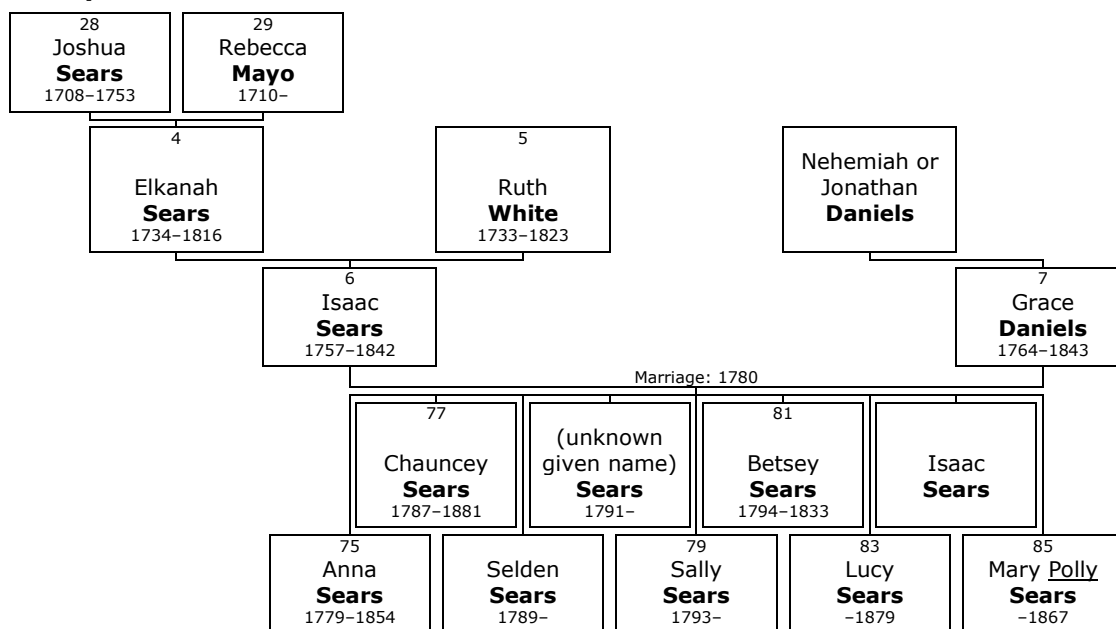 28
Joshua
Sears
1708–1753
29
Rebecca
Mayo
1710–
4
Elkanah
Sears
1734–1816
5
Ruth
White
1733–1823
Nehemiah or
Jonathan
Daniels
6
Isaac
Sears
1757–1842
7
Grace
Daniels
1764–1843
Marriage: 1780
77
Chauncey
Sears
1787–1881
(unknown
given name)
Sears
1791–
81
Betsey
Sears
1794–1833
Isaac
Sears
75
Anna
Sears
1779–1854
Selden
Sears
1789–
79
Sally
Sears
1793–
83
Lucy
Sears
–1879
85
Mary Polly
Sears
–1867